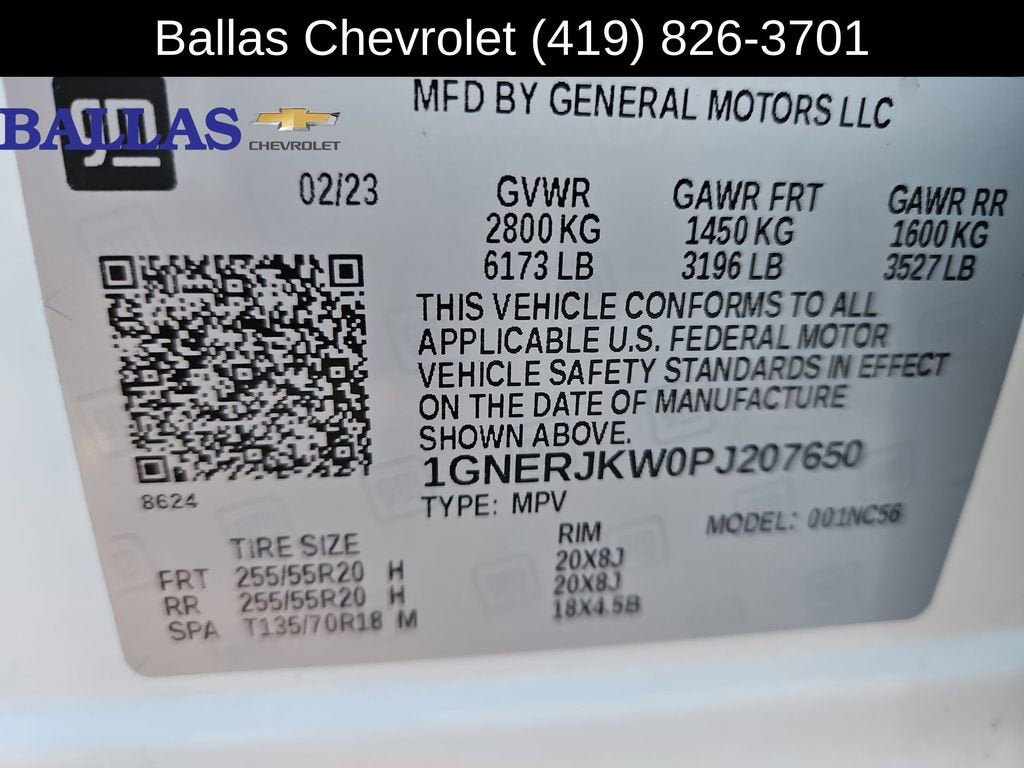 Ballas Chevrolet (419) 826-3701
BALLAS
CHEVROLET
gm
MFD BY GENERAL MOTORS LLC
02/23 GVWR GAWR FRT GAWR RR
2800 KG 1450 KG 1600 KG
6173 LB 3196 LB 3527 LB
THIS VEHICLE CONFORMS TO ALL
APPLICABLE U.S. FEDERAL MOTOR
VEHICLE SAFETY STANDARDS IN EFFECT
ON THE DATE OF MANUFACTURE
SHOWN ABOVE.
1GNERJKW0PJ207650
8624
TYPE: MPV MODEL: 001NC56
TIRE SIZE RIM
FRT 255/55R20 H 20X8J
RR 255/55R20 H 20X8J
SPA T135/70R18 M 18X4.5B